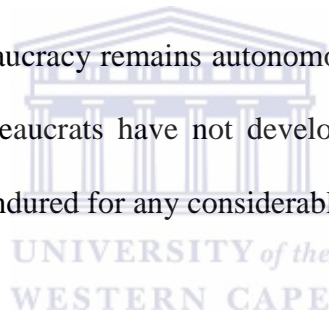 aucracy remains autonomo
eaucrats have not develo
ndured for any considerabl
UNIVERSITY of the
WESTERN CAPE